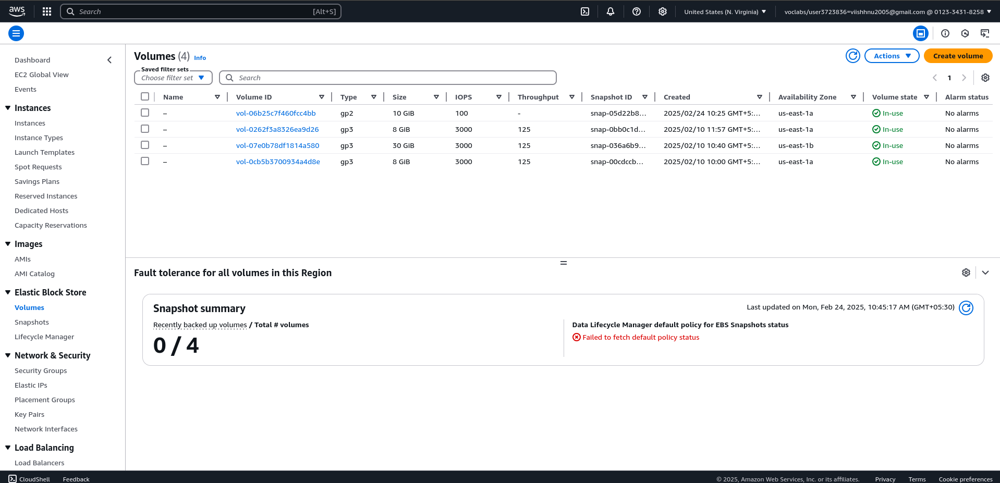 aws Search [Alt+S] United States (N. Virginia) voclabs/user3723836=viishhnu2005@gmail.com @ 0123-3431-8258
Dashboard
EC2 Global View
Events
Instances
Instances
Instance Types
Launch Templates
Spot Requests
Savings Plans
Reserved Instances
Dedicated Hosts
Capacity Reservations
Images
AMIs
AMI Catalog
Elastic Block Store
Volumes
Snapshots
Lifecycle Manager
Network & Security
Security Groups
Elastic IPs
Placement Groups
Key Pairs
Network Interfaces
Load Balancing
Load Balancers
Volumes (4) Info Actions Create volume
Saved filter sets
Choose filter set Search 1
Name Volume ID Type Size IOPS Throughput Snapshot ID Created Availability Zone Volume state Alarm status
– vol-06b25c7f460fcc4bb gp2 10 GiB 100 - snap-05d22b8... 2025/02/24 10:25 GMT+5:... us-east-1a In-use No alarms
– vol-0262f3a8326ea9d26 gp3 8 GiB 3000 125 snap-0bb0c1d... 2025/02/10 11:57 GMT+5:... us-east-1a In-use No alarms
– vol-07e0b78df1814a580 gp3 30 GiB 3000 125 snap-036a6b9... 2025/02/10 10:40 GMT+5:... us-east-1b In-use No alarms
– vol-0cb5b3700934a4d8e gp3 8 GiB 3000 125 snap-00cdccb... 2025/02/10 10:00 GMT+5:... us-east-1a In-use No alarms
Fault tolerance for all volumes in this Region
Snapshot summary Last updated on Mon, Feb 24, 2025, 10:45:17 AM (GMT+05:30)
Recently backed up volumes / Total # volumes
0 / 4
Data Lifecycle Manager default policy for EBS Snapshots status
Failed to fetch default policy status
CloudShell Feedback © 2025, Amazon Web Services, Inc. or its affiliates. Privacy Terms Cookie preferences